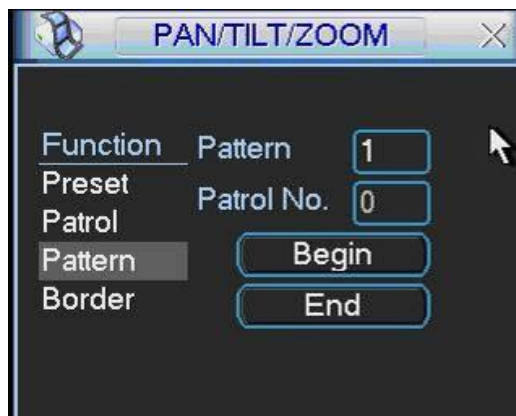 PAN/TILT/ZOOM
Function
Preset
Patrol
Pattern
Border
Pattern 1
Patrol No. 0
Begin
End